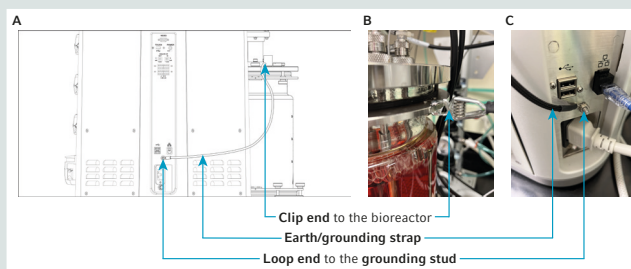 A
B
C
Clip end to the bioreactor
Earth/grounding strap
Loop end to the grounding stud